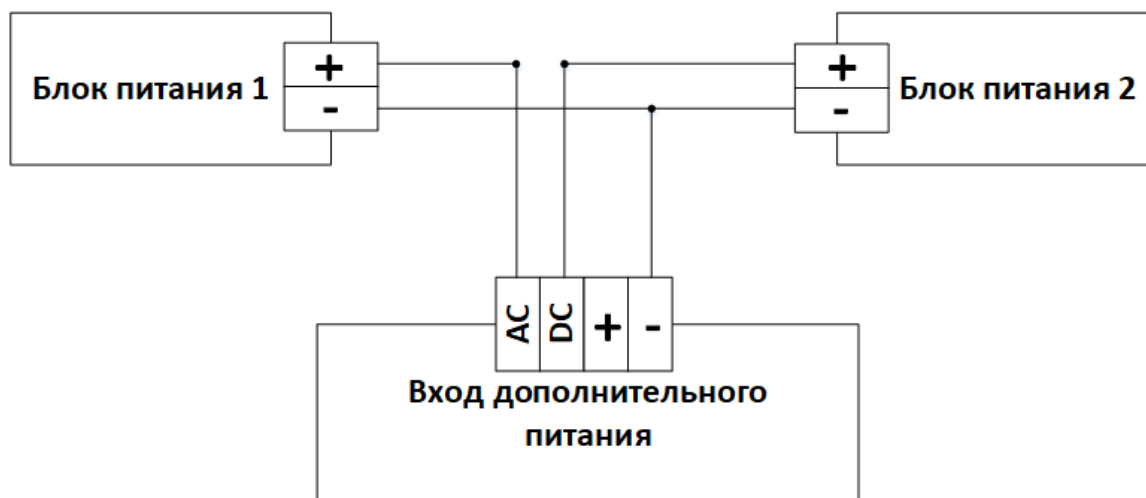 Блок питания 1
+
-
+
-
Блок питания 2
AC
DC
+
-
Вход дополнительного
питания